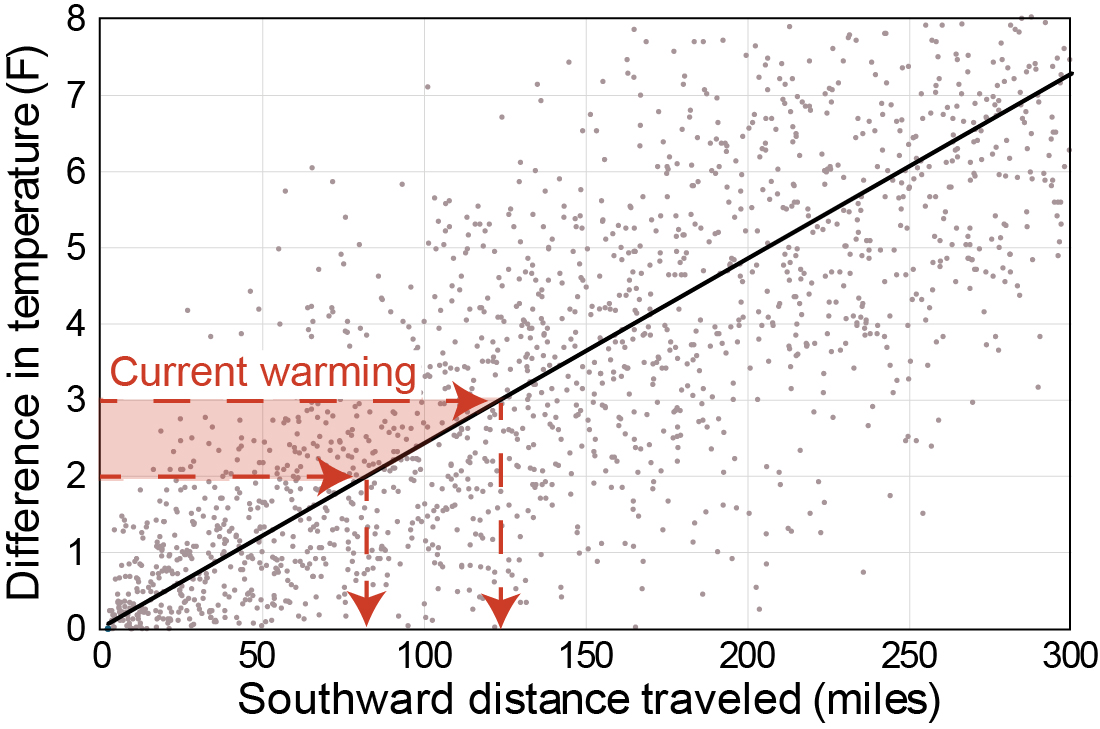 Difference in temperature (F)
8
7
6
5
4
3
2
1
0
Current warming
0 50 100 150 200 250 300
Southward distance traveled (miles)